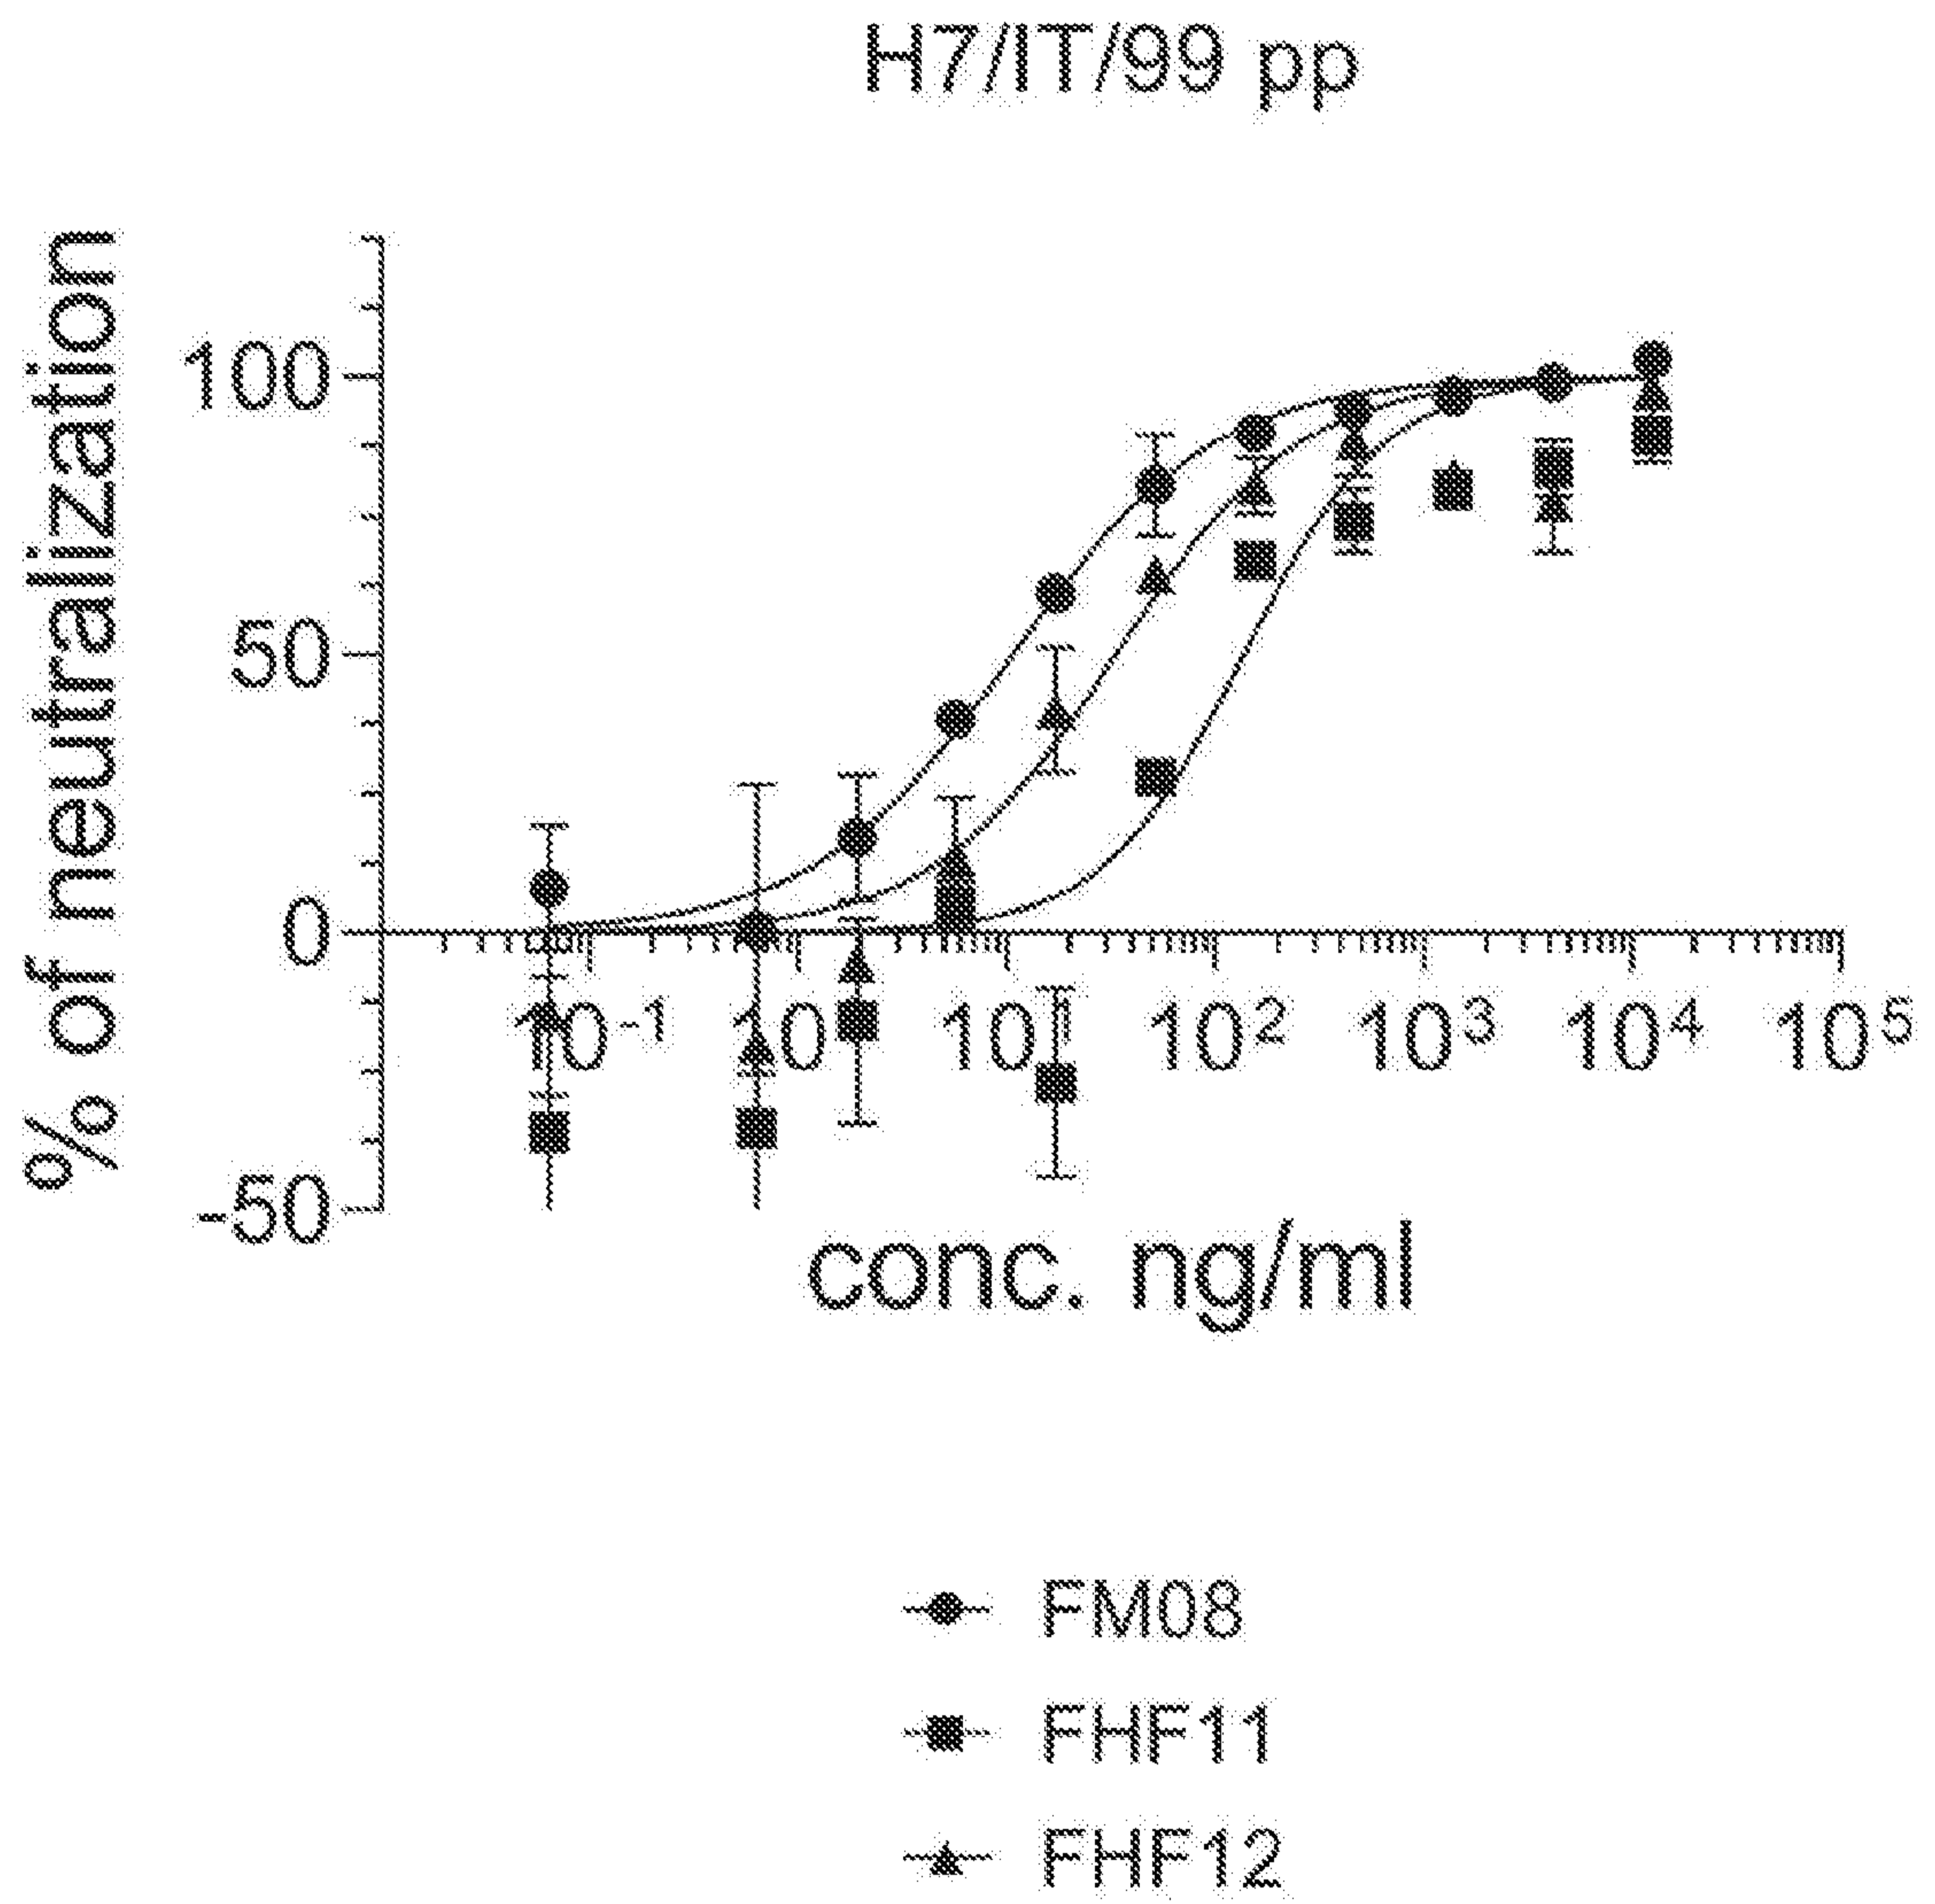 H7/IT/99 pp
% of neutralization
100
50
0
-50
10-1 100 101 102 103 104 105
conc. ng/ml
FM08
FHF11
FHF12